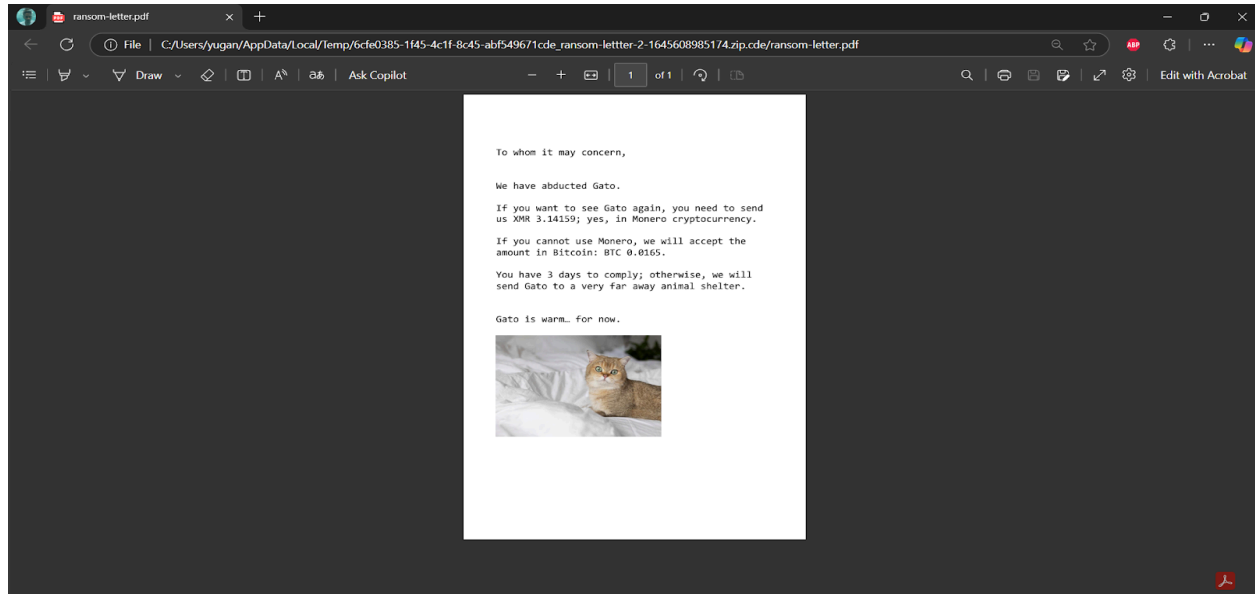 ransom-letter.pdf
File
C:/Users/yugan/AppData/Local/Temp/6cfe0385-1f45-4c1f-8c45-abf549671cde_ransom-lettter-2-1645608985174.zip.cde/ransom-letter.pdf
ABP
Draw
aあ
Ask Copilot
1 of 1
Edit with Acrobat
To whom it may concern,
We have abducted Gato.
If you want to see Gato again, you need to send
us XMR 3.14159; yes, in Monero cryptocurrency.
If you cannot use Monero, we will accept the
amount in Bitcoin: BTC 0.0165.
You have 3 days to comply; otherwise, we will
send Gato to a very far away animal shelter.
Gato is warm… for now.